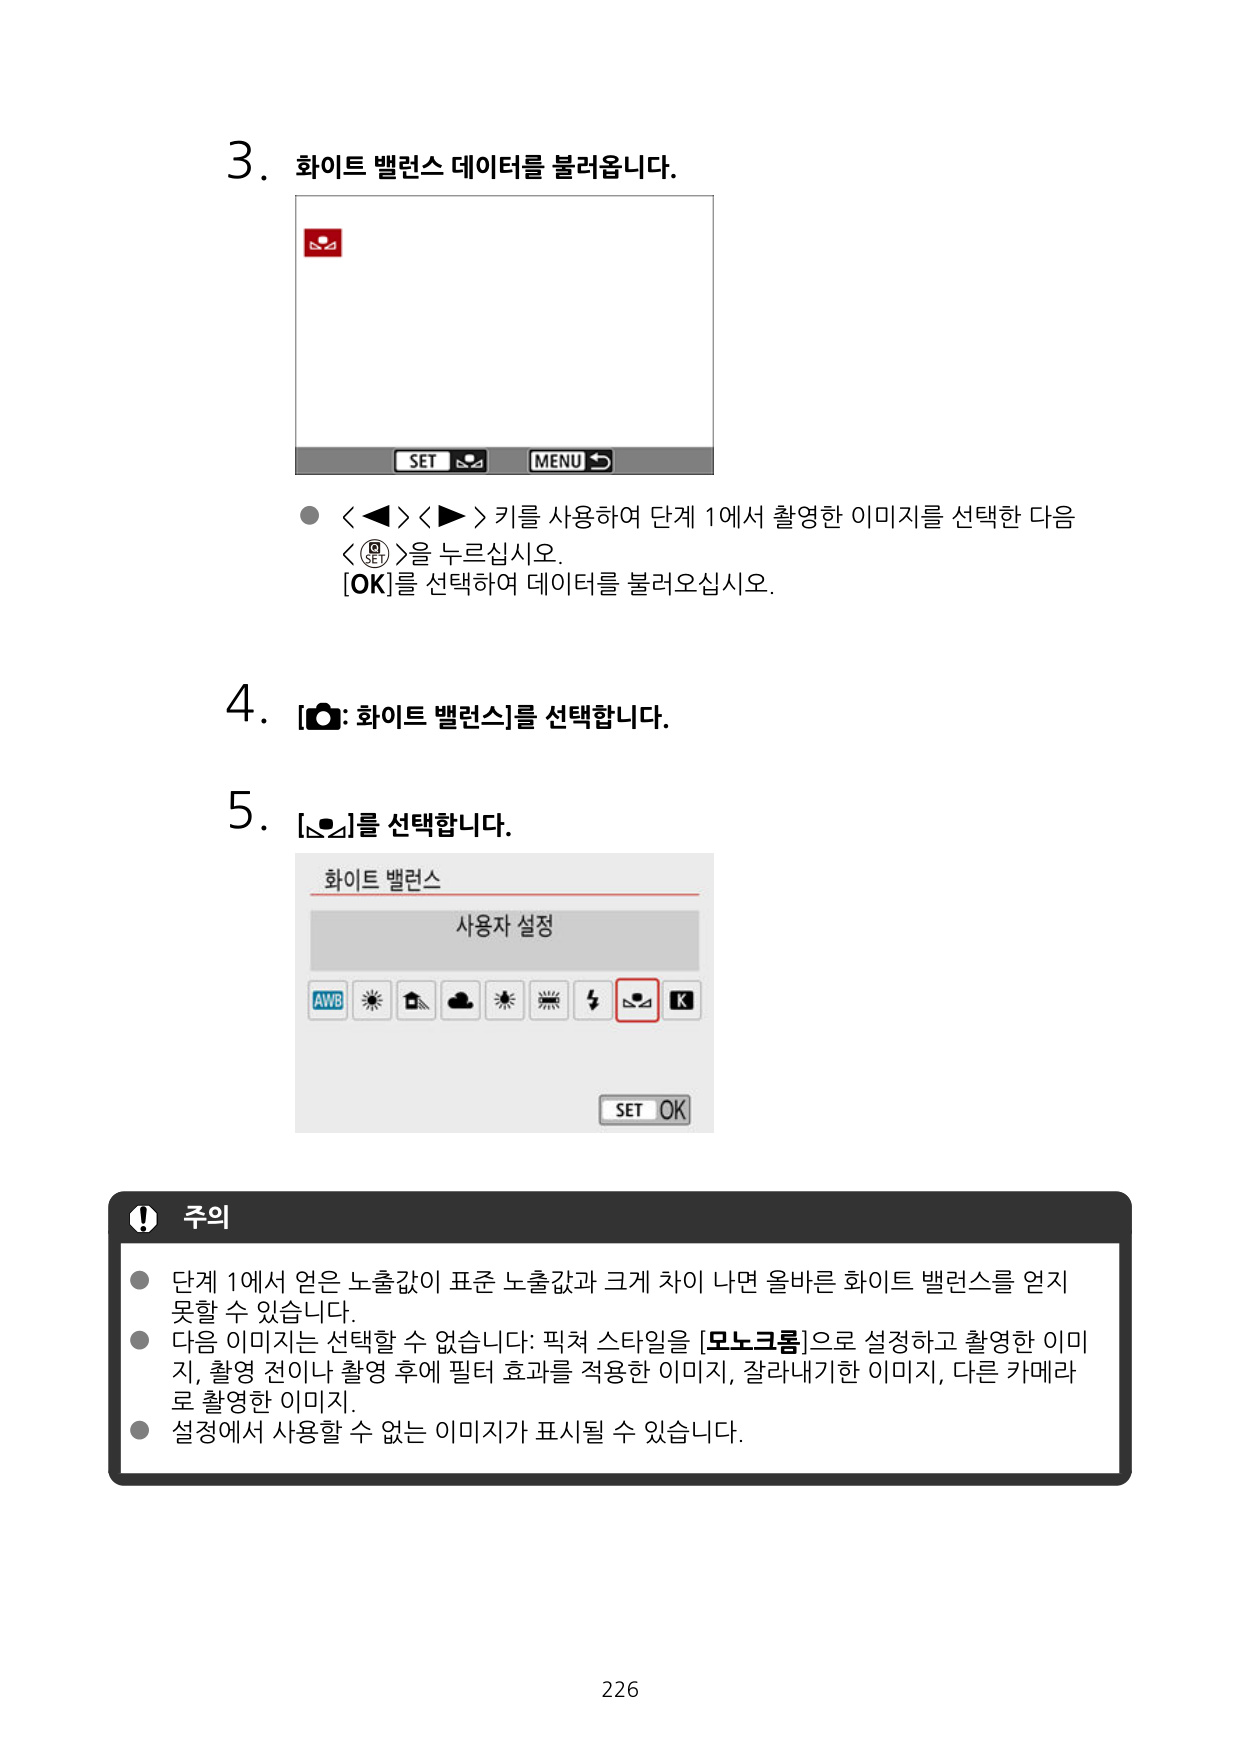 3. 화이트 밸런스 데이터를 불러옵니다.
SET MENU
● < ◀ > < ▶ > 키를 사용하여 단계 1에서 촬영한 이미지를 선택한 다음
< Q SET >을 누르십시오.
[OK]를 선택하여 데이터를 불러오십시오.
4. [📷: 화이트 밸런스]를 선택합니다.
5. []를 선택합니다.
화이트 밸런스
사용자 설정
AWB K
SET OK
주의
● 단계 1에서 얻은 노출값이 표준 노출값과 크게 차이 나면 올바른 화이트 밸런스를 얻지
못할 수 있습니다.
● 다음 이미지는 선택할 수 없습니다: 픽쳐 스타일을 [모노크롬]으로 설정하고 촬영한 이미
지, 촬영 전이나 촬영 후에 필터 효과를 적용한 이미지, 잘라내기한 이미지, 다른 카메라
로 촬영한 이미지.
● 설정에서 사용할 수 없는 이미지가 표시될 수 있습니다.
226